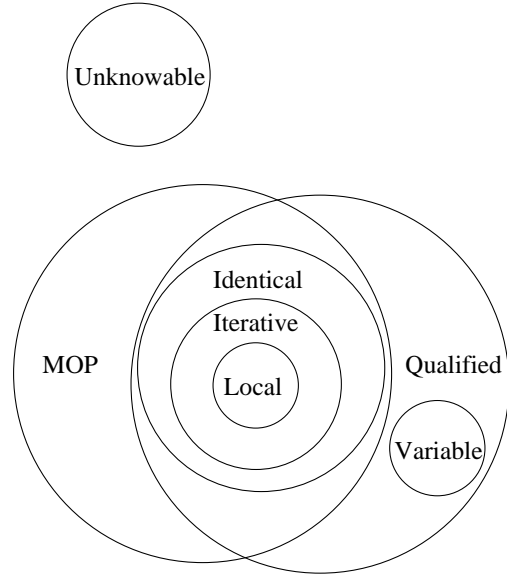 Unknowable
Identical
Iterative
MOP
Local
Qualified
Variable